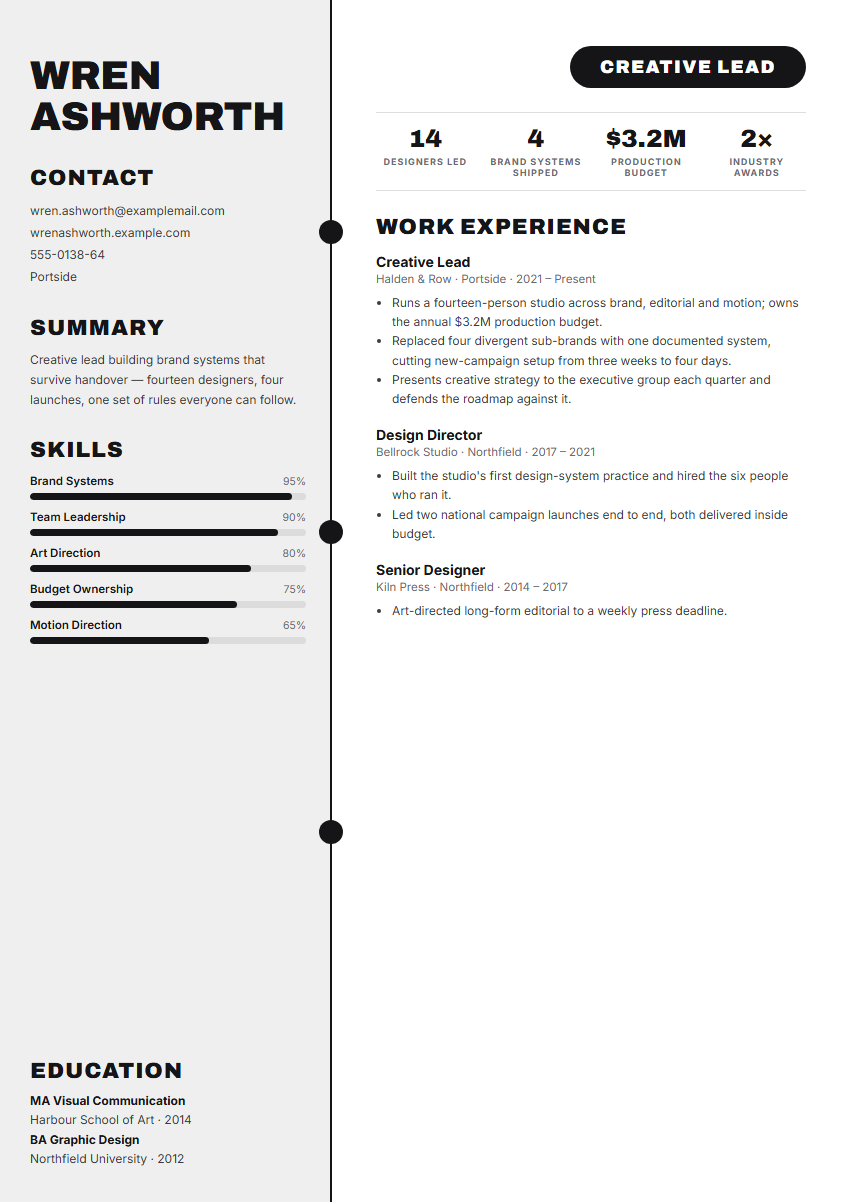 WREN
ASHWORTH
CONTACT
wren.ashworth@examplemail.com
wrenashworth.example.com
555-0138-64
Portside
SUMMARY
Creative lead building brand systems that
survive handover — fourteen designers, four
launches, one set of rules everyone can follow.
SKILLS
Brand Systems 95%
Team Leadership 90%
Art Direction 80%
Budget Ownership 75%
Motion Direction 65%
EDUCATION
MA Visual Communication
Harbour School of Art · 2014
BA Graphic Design
Northfield University · 2012
CREATIVE LEAD
14
DESIGNERS LED
4
BRAND SYSTEMS
SHIPPED
$3.2M
PRODUCTION
BUDGET
2×
INDUSTRY
AWARDS
WORK EXPERIENCE
Creative Lead
Halden & Row · Portside · 2021 – Present
• Runs a fourteen-person studio across brand, editorial and motion; owns
the annual $3.2M production budget.
• Replaced four divergent sub-brands with one documented system,
cutting new-campaign setup from three weeks to four days.
• Presents creative strategy to the executive group each quarter and
defends the roadmap against it.
Design Director
Bellrock Studio · Northfield · 2017 – 2021
• Built the studio's first design-system practice and hired the six people
who ran it.
• Led two national campaign launches end to end, both delivered inside
budget.
Senior Designer
Kiln Press · Northfield · 2014 – 2017
• Art-directed long-form editorial to a weekly press deadline.